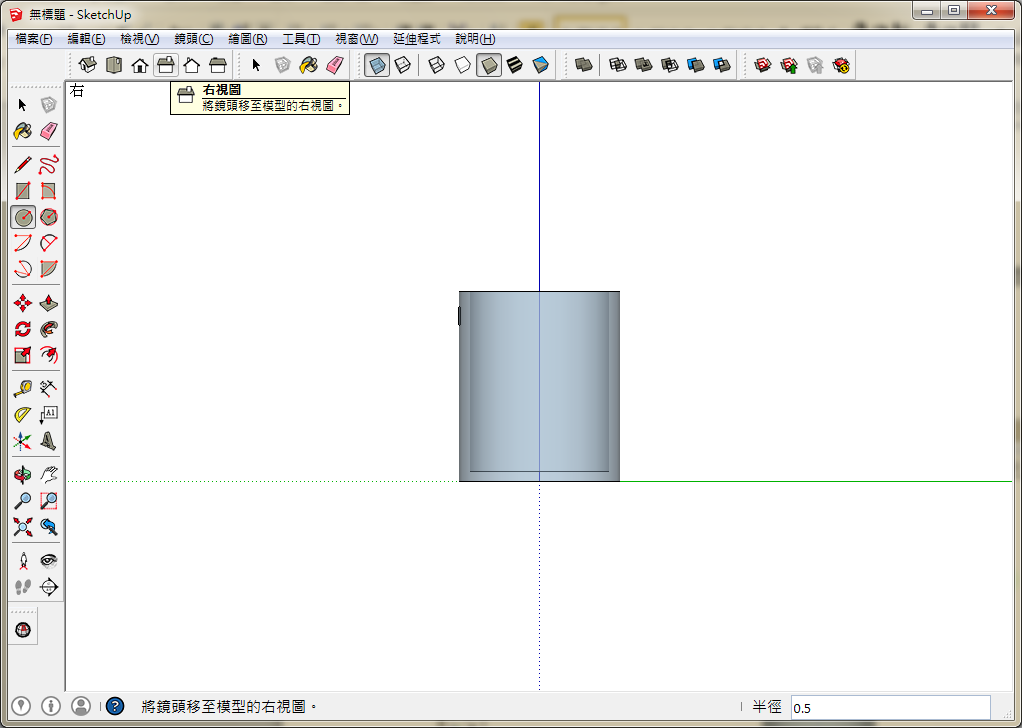 無標題 - SketchUp
檔案(F) 編輯(E) 檢視(V) 鏡頭(C) 繪圖(R) 工具(T) 視窗(W) 延伸程式 說明(H)
右
右視圖
將鏡頭移至模型的右視圖。
A1
將鏡頭移至模型的右視圖。
半徑 0.5